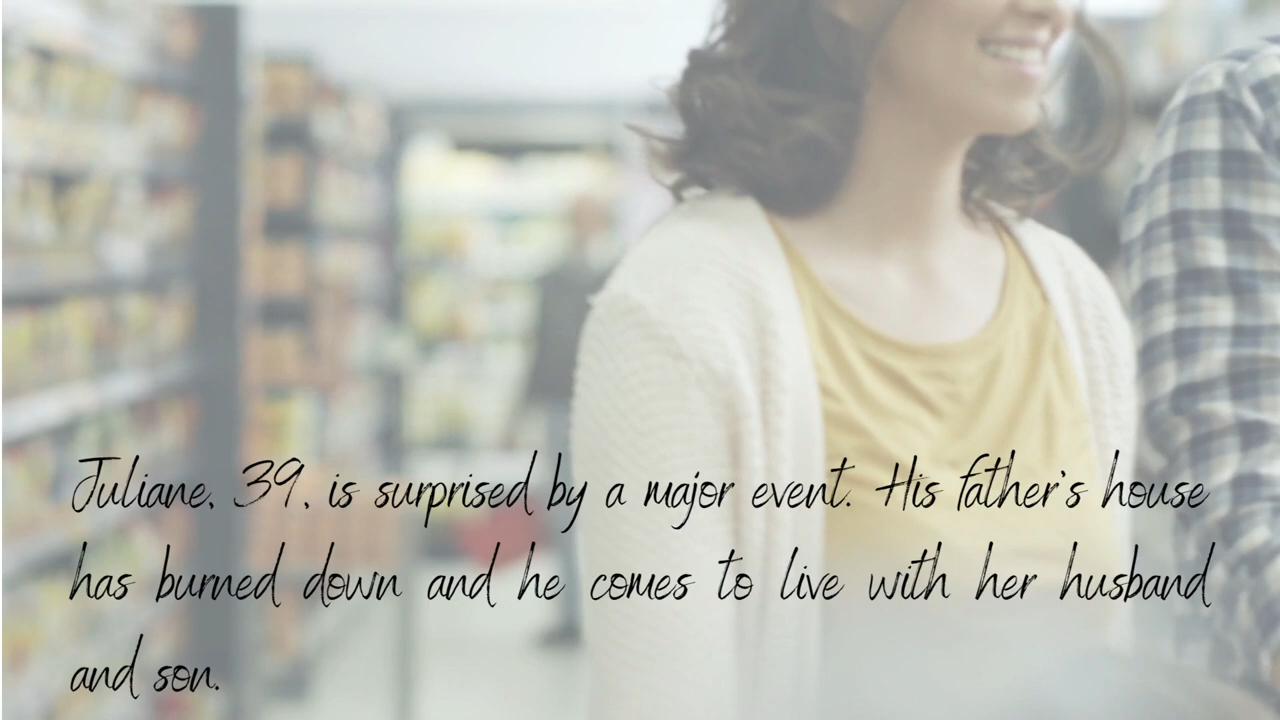 Juliane, 39, is surprised by a major event. His father's house
has burned down and he comes to live with her husband
and son.